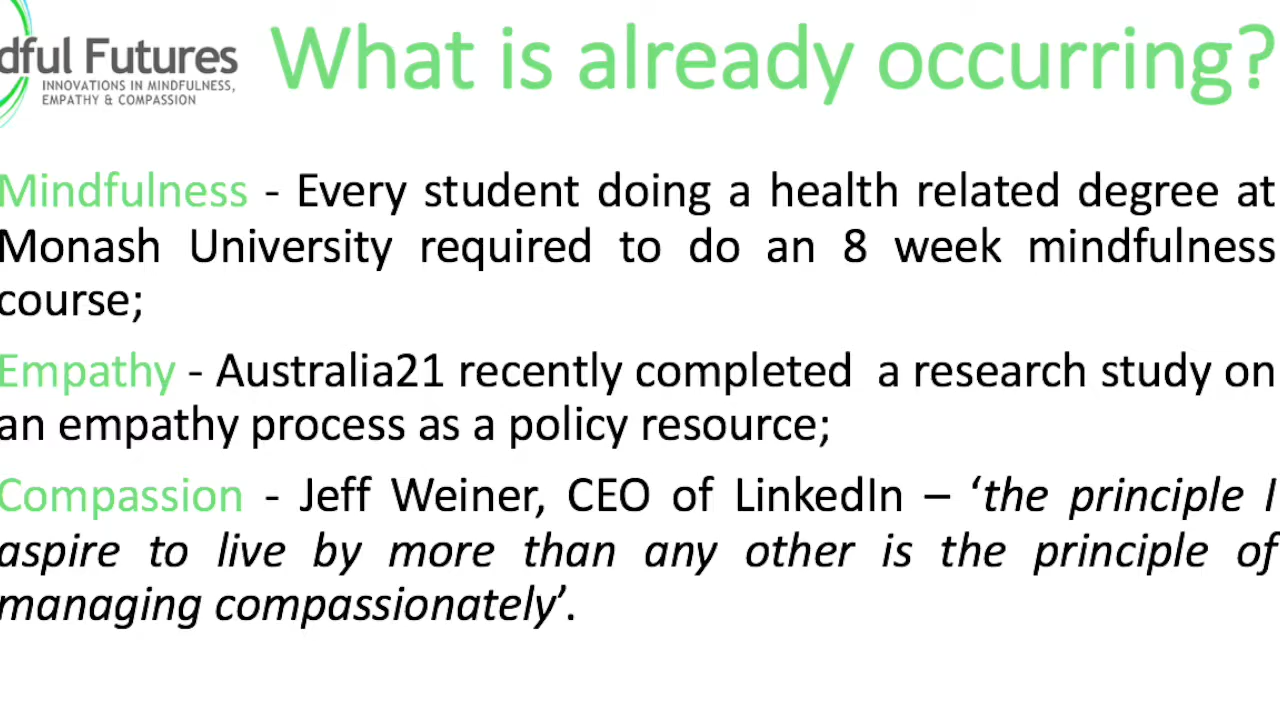 dful Futures
INNOVATIONS IN MINDFULNESS,
EMPATHY & COMPASSION
What is already occurring?
Mindfulness - Every student doing a health related degree at
Monash University required to do an 8 week mindfulness
course;
Empathy - Australia21 recently completed  a research study on
an empathy process as a policy resource;
Compassion - Jeff Weiner, CEO of LinkedIn – ‘the principle I
aspire to live by more than any other is the principle of
managing compassionately’.